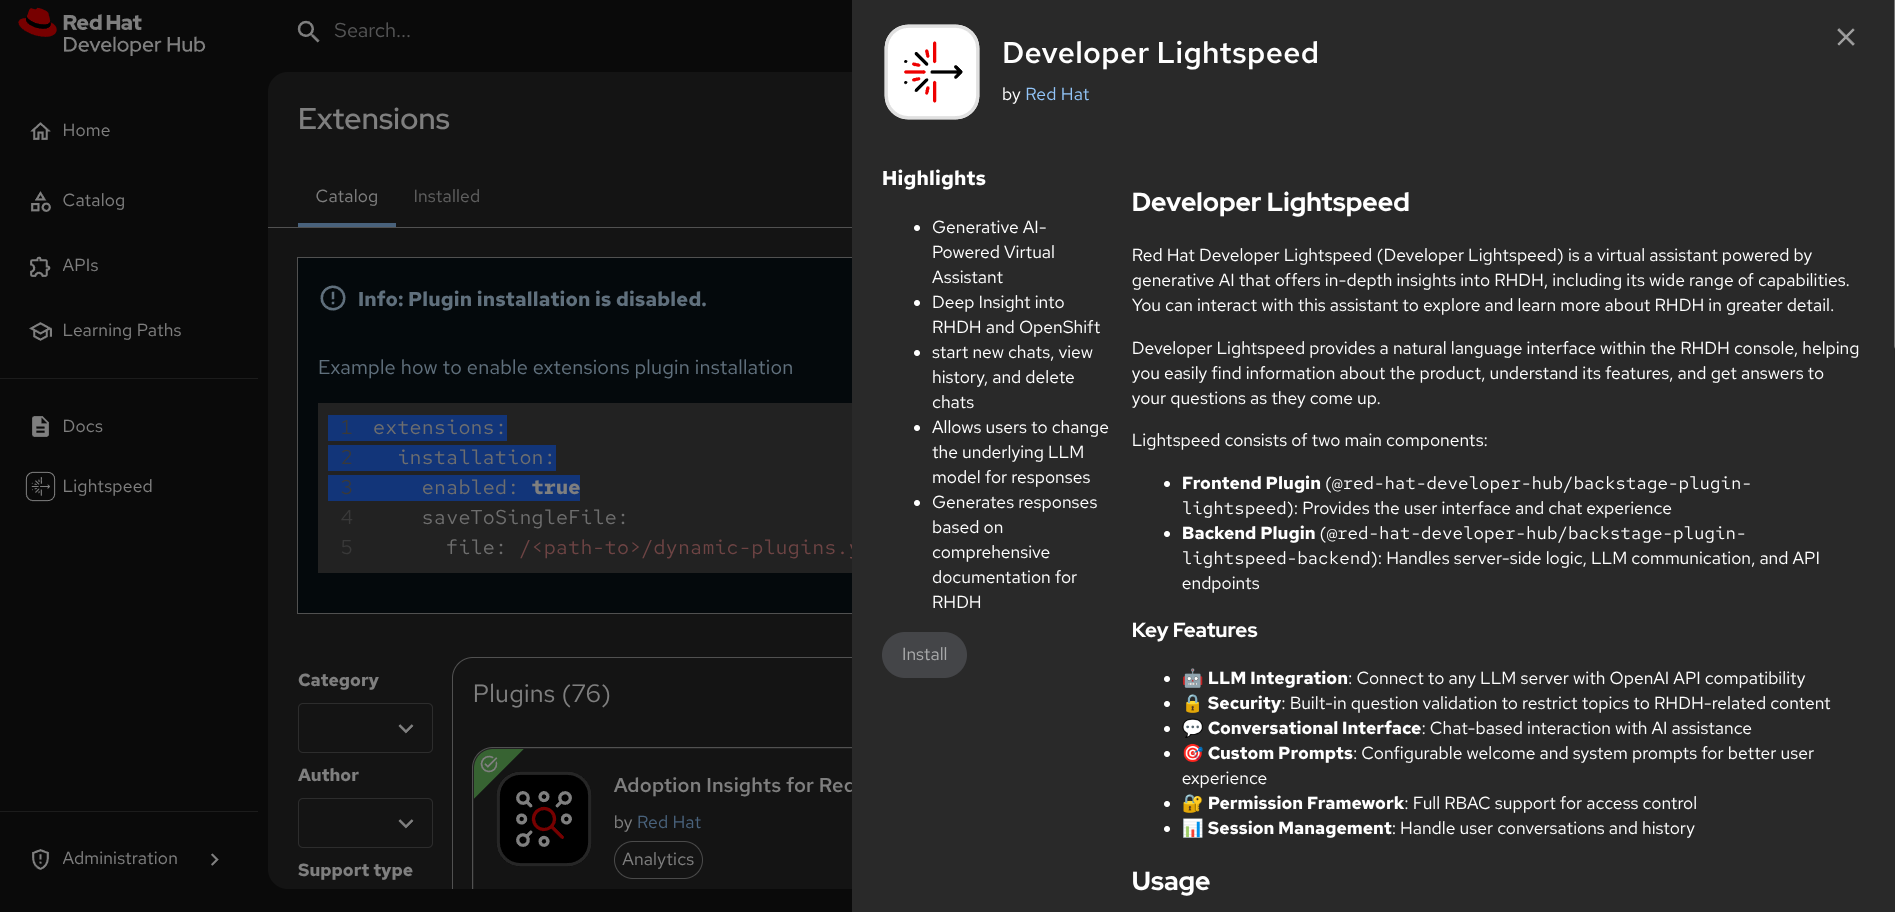 Red Hat
Developer Hub
Search...
Home
Catalog
APIs
Learning Paths
Docs
Lightspeed
Administration
Extensions
Catalog
Installed
Info: Plugin installation is disabled.
Example how to enable extensions plugin installation
1 extensions:
2 installation:
3 enabled: true
4 saveToSingleFile:
5 file: /<path-to>/dynamic-plugins.
Category
Author
Support type
Plugins (76)
Adoption Insights for Red
by Red Hat
Analytics
Developer Lightspeed
by Red Hat
Highlights
• Generative AI-
Powered Virtual
Assistant
• Deep Insight into
RHDH and OpenShift
• start new chats, view
history, and delete
chats
• Allows users to change
the underlying LLM
model for responses
• Generates responses
based on
comprehensive
documentation for
RHDH
Install
Developer Lightspeed
Red Hat Developer Lightspeed (Developer Lightspeed) is a virtual assistant powered by
generative AI that offers in-depth insights into RHDH, including its wide range of capabilities.
You can interact with this assistant to explore and learn more about RHDH in greater detail.
Developer Lightspeed provides a natural language interface within the RHDH console, helping
you easily find information about the product, understand its features, and get answers to
your questions as they come up.
Lightspeed consists of two main components:
• Frontend Plugin (@red-hat-developer-hub/backstage-plugin-
lightspeed): Provides the user interface and chat experience
• Backend Plugin (@red-hat-developer-hub/backstage-plugin-
lightspeed-backend): Handles server-side logic, LLM communication, and API
endpoints
Key Features
• 🤖 LLM Integration: Connect to any LLM server with OpenAI API compatibility
• 🔒 Security: Built-in question validation to restrict topics to RHDH-related content
• 💬 Conversational Interface: Chat-based interaction with AI assistance
• 🎯 Custom Prompts: Configurable welcome and system prompts for better user
experience
• 🔐 Permission Framework: Full RBAC support for access control
• 📊 Session Management: Handle user conversations and history
Usage